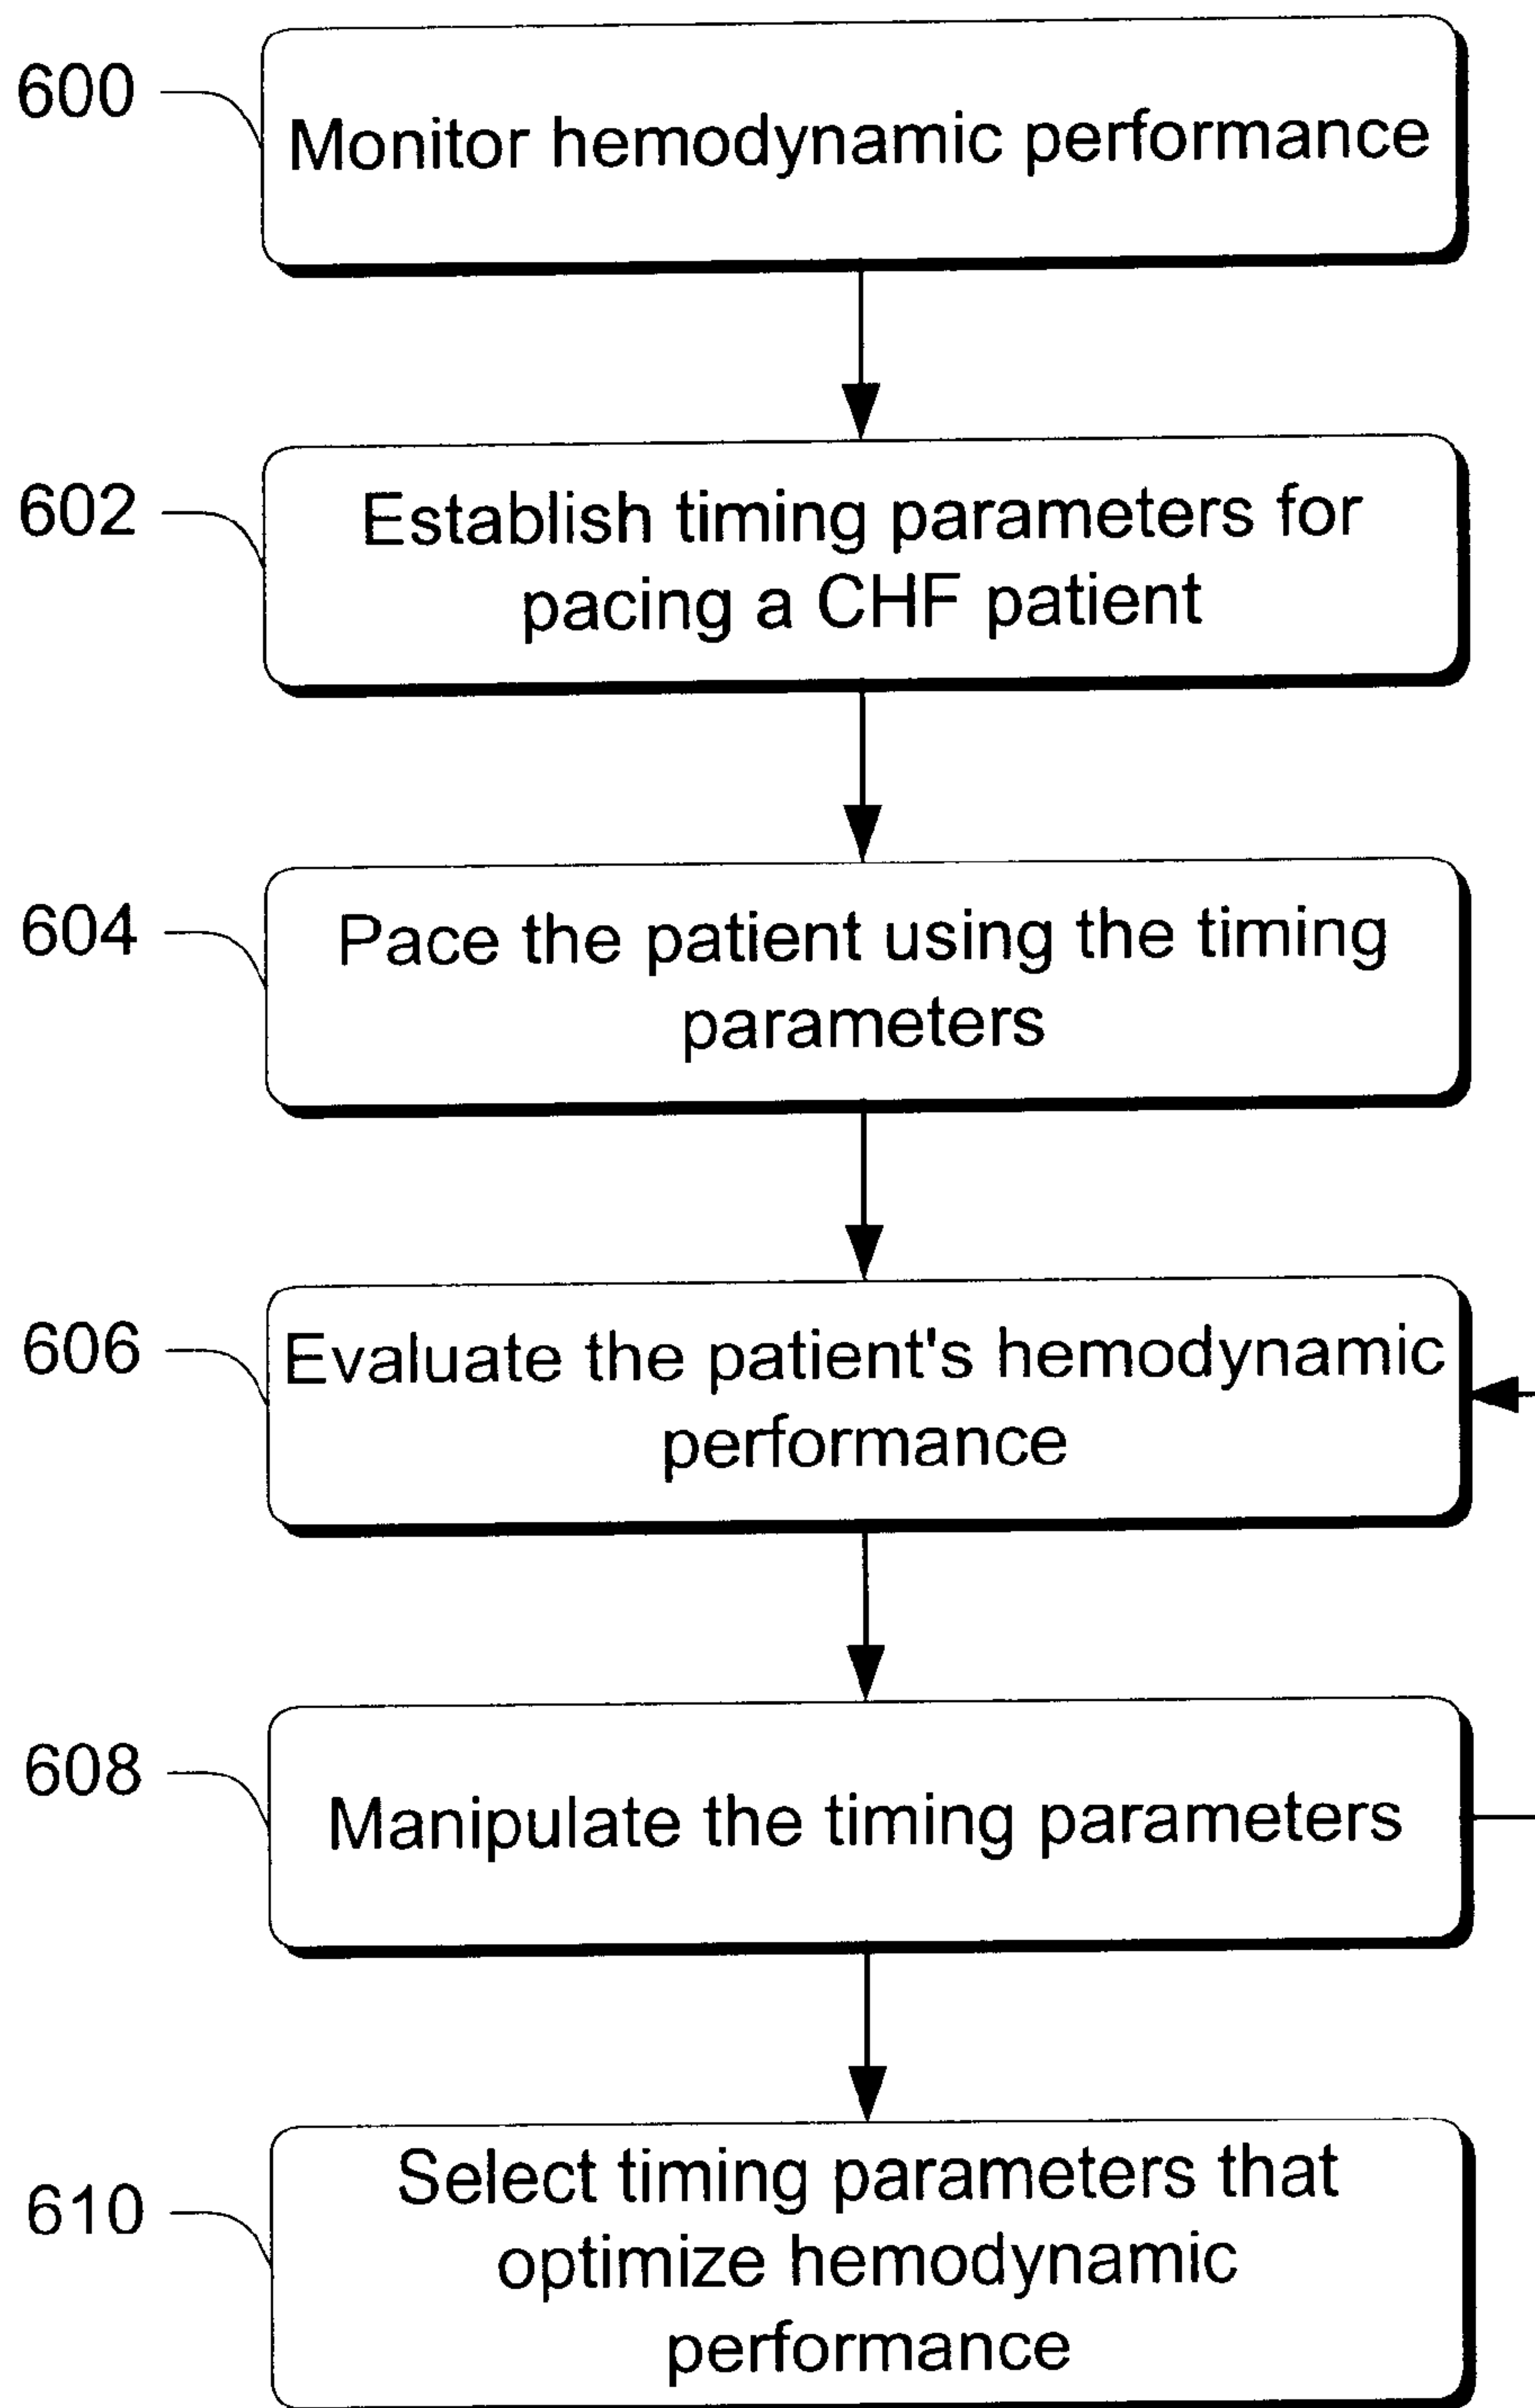 600
Monitor hemodynamic performance
602
Establish timing parameters for
pacing a CHF patient
604
Pace the patient using the timing
parameters
606
Evaluate the patient's hemodynamic
performance
608
Manipulate the timing parameters
610
Select timing parameters that
optimize hemodynamic
performance